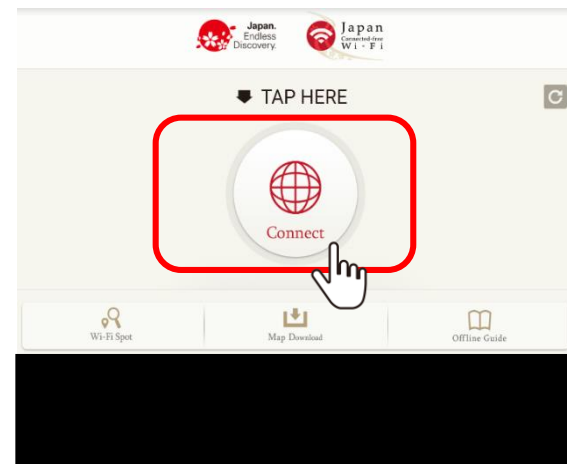 Japan.
Endless
Discovery.
Japan
Connected-free
Wi-Fi
TAP HERE
Connect
Wi-Fi Spot
Map Download
Offline Guide